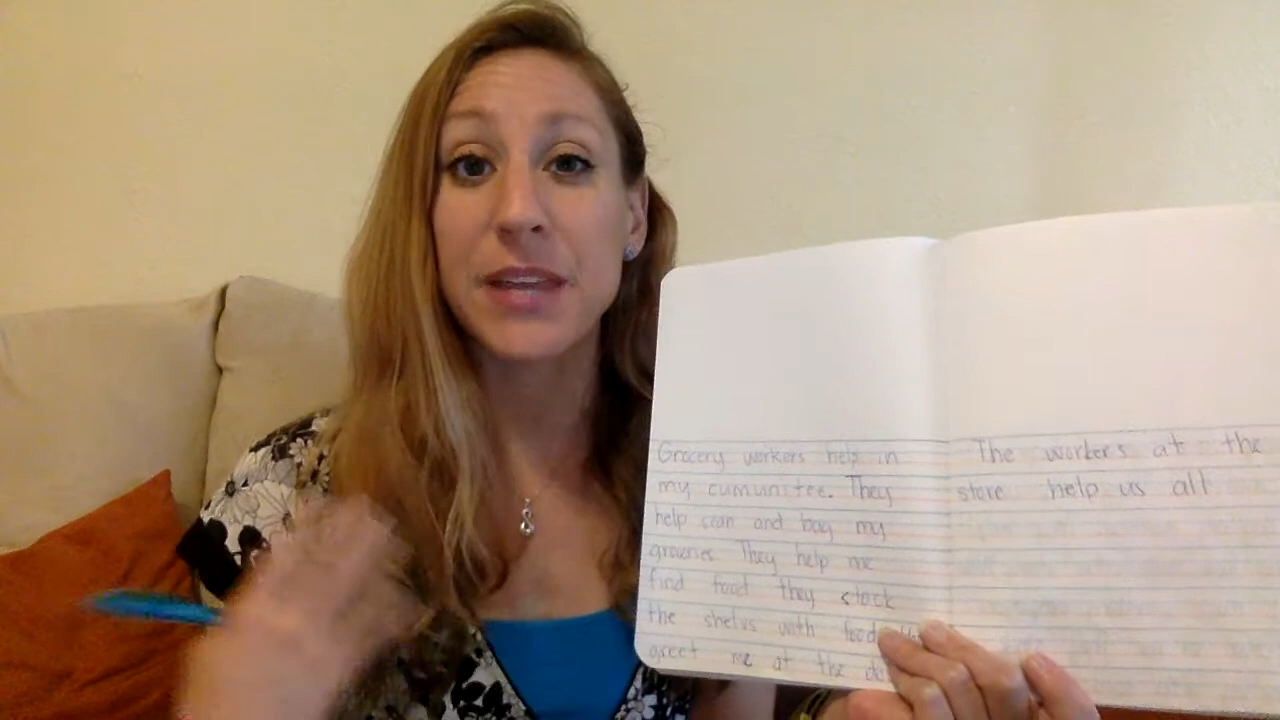 Grocery workers help in
my cumunitee. They
help scan and bag my
groceries. They help me
find food they stock
the shelvs with food
greet me at the
The workers at the
store help us all